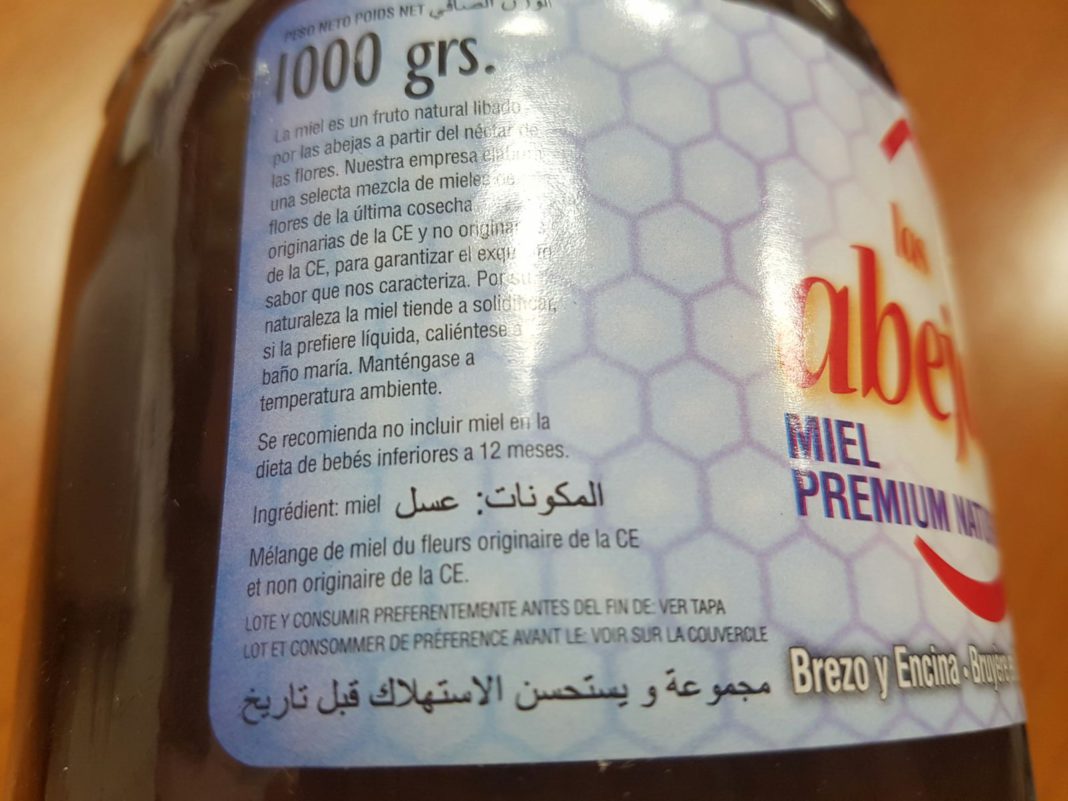 PESO NETO POIDS NET الوزن الصافي
1000 grs.
La miel es un fruto natural libado
por las abejas a partir del néctar de
las flores. Nuestra empresa elabora
una selecta mezcla de mieles de
flores de la última cosecha
originarias de la CE y no originarias
de la CE, para garantizar el exquisito
sabor que nos caracteriza. Por su
naturaleza la miel tiende a solidificar,
si la prefiere líquida, caliéntese a
baño maría. Manténgase a
temperatura ambiente.
Se recomienda no incluir miel en la
dieta de bebés inferiores a 12 meses.
Ingrédient: miel المكونات: عسل
Mélange de miel du fleurs originaire de la CE
et non originaire de la CE.
LOTE Y CONSUMIR PREFERENTEMENTE ANTES DEL FIN DE: VER TAPA
LOT ET CONSOMMER DE PRÉFERENCE AVANT LE: VOIR SUR LA COUVERCLE
مجموعة و يستحسن الاستهلاك قبل تاريخ
las
abej
MIEL
PREMIUM NATU
Brezo y Encina • Bruyère